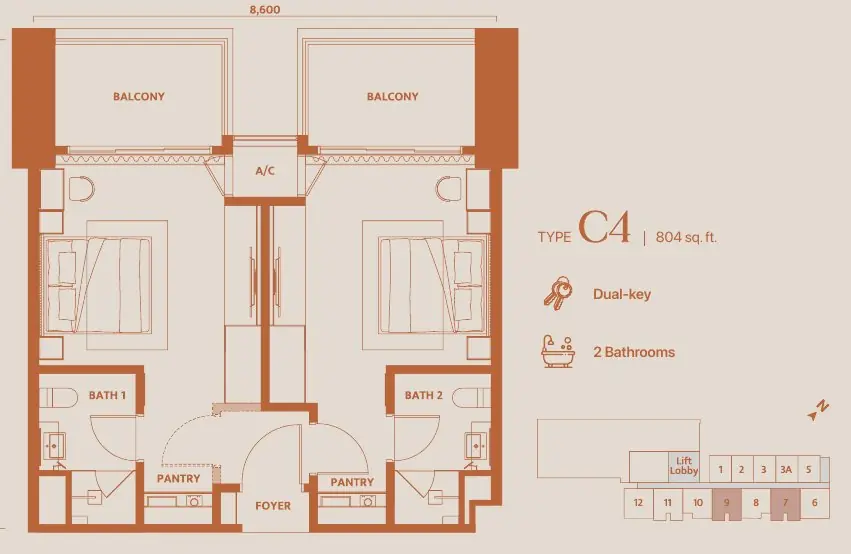 8,600
BALCONY
BALCONY
A/C
TYPE C4 | 804 sq. ft.
Dual-key
2 Bathrooms
BATH 1
BATH 2
N
PANTRY
PANTRY
FOYER
Lift
Lobby
1 2 3 3A 5
12 11 10 9 8 7 6